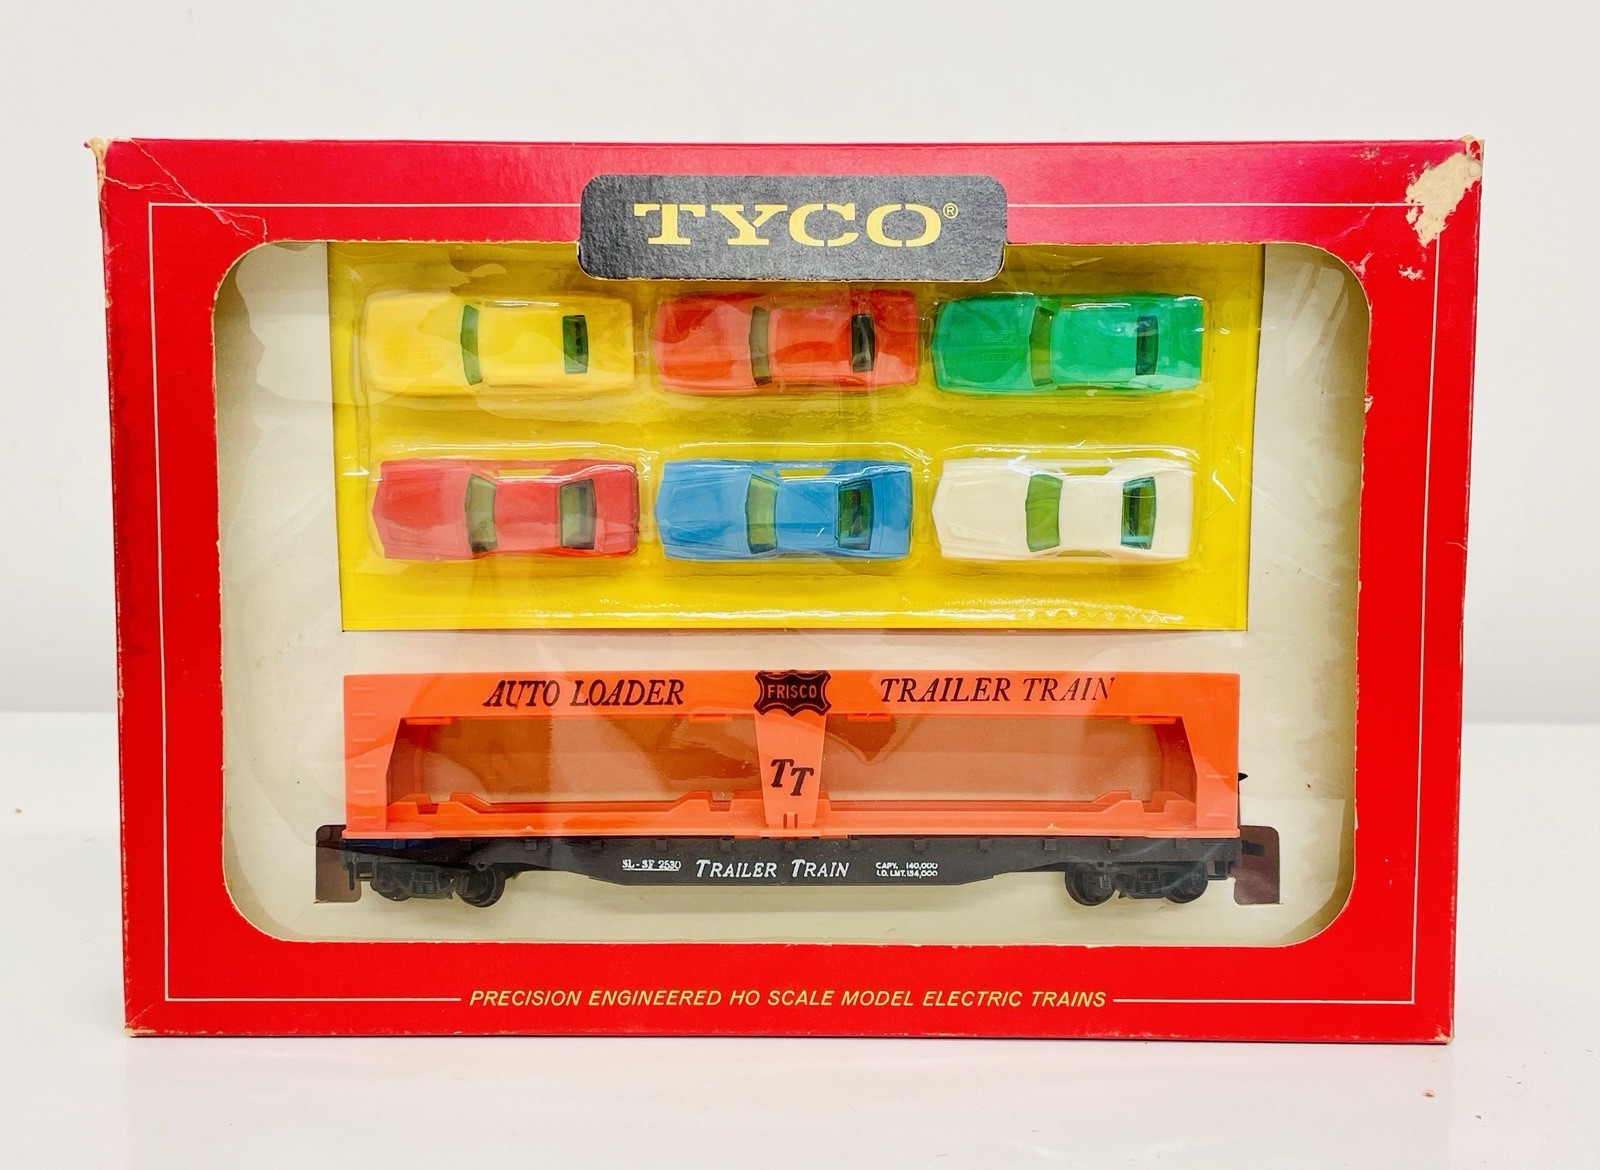 TYCO®
AUTO LOADER FRISCO TRAILER TRAIN
TT
SL-SF 2530 TRAILER TRAIN CAPY. 140,000
LD. LMT. 134,000
PRECISION ENGINEERED HO SCALE MODEL ELECTRIC TRAINS